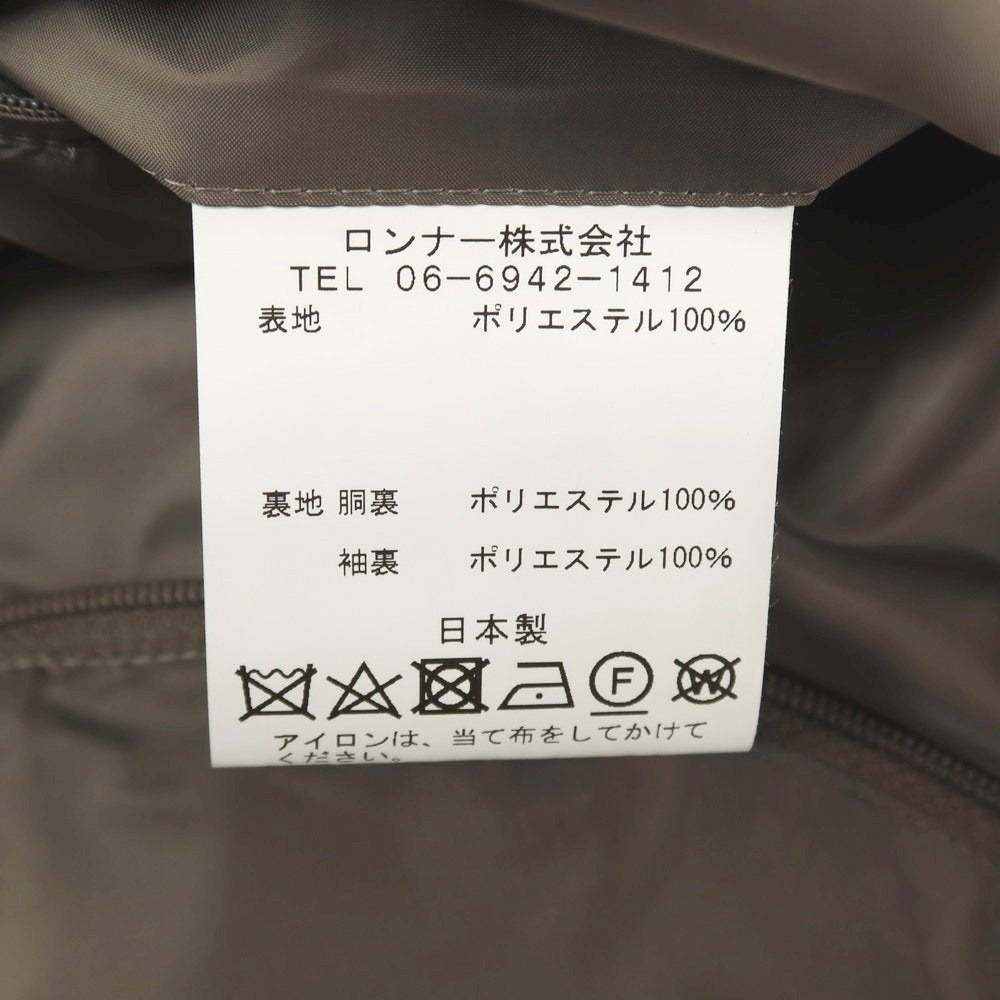 ロンナー株式会社
TEL 06-6942-1412
表地 ポリエステル100%
裏地 胴裏 ポリエステル100%
袖裏 ポリエステル100%
日本製
F W
アイロンは、当て布をしてかけて
ください。